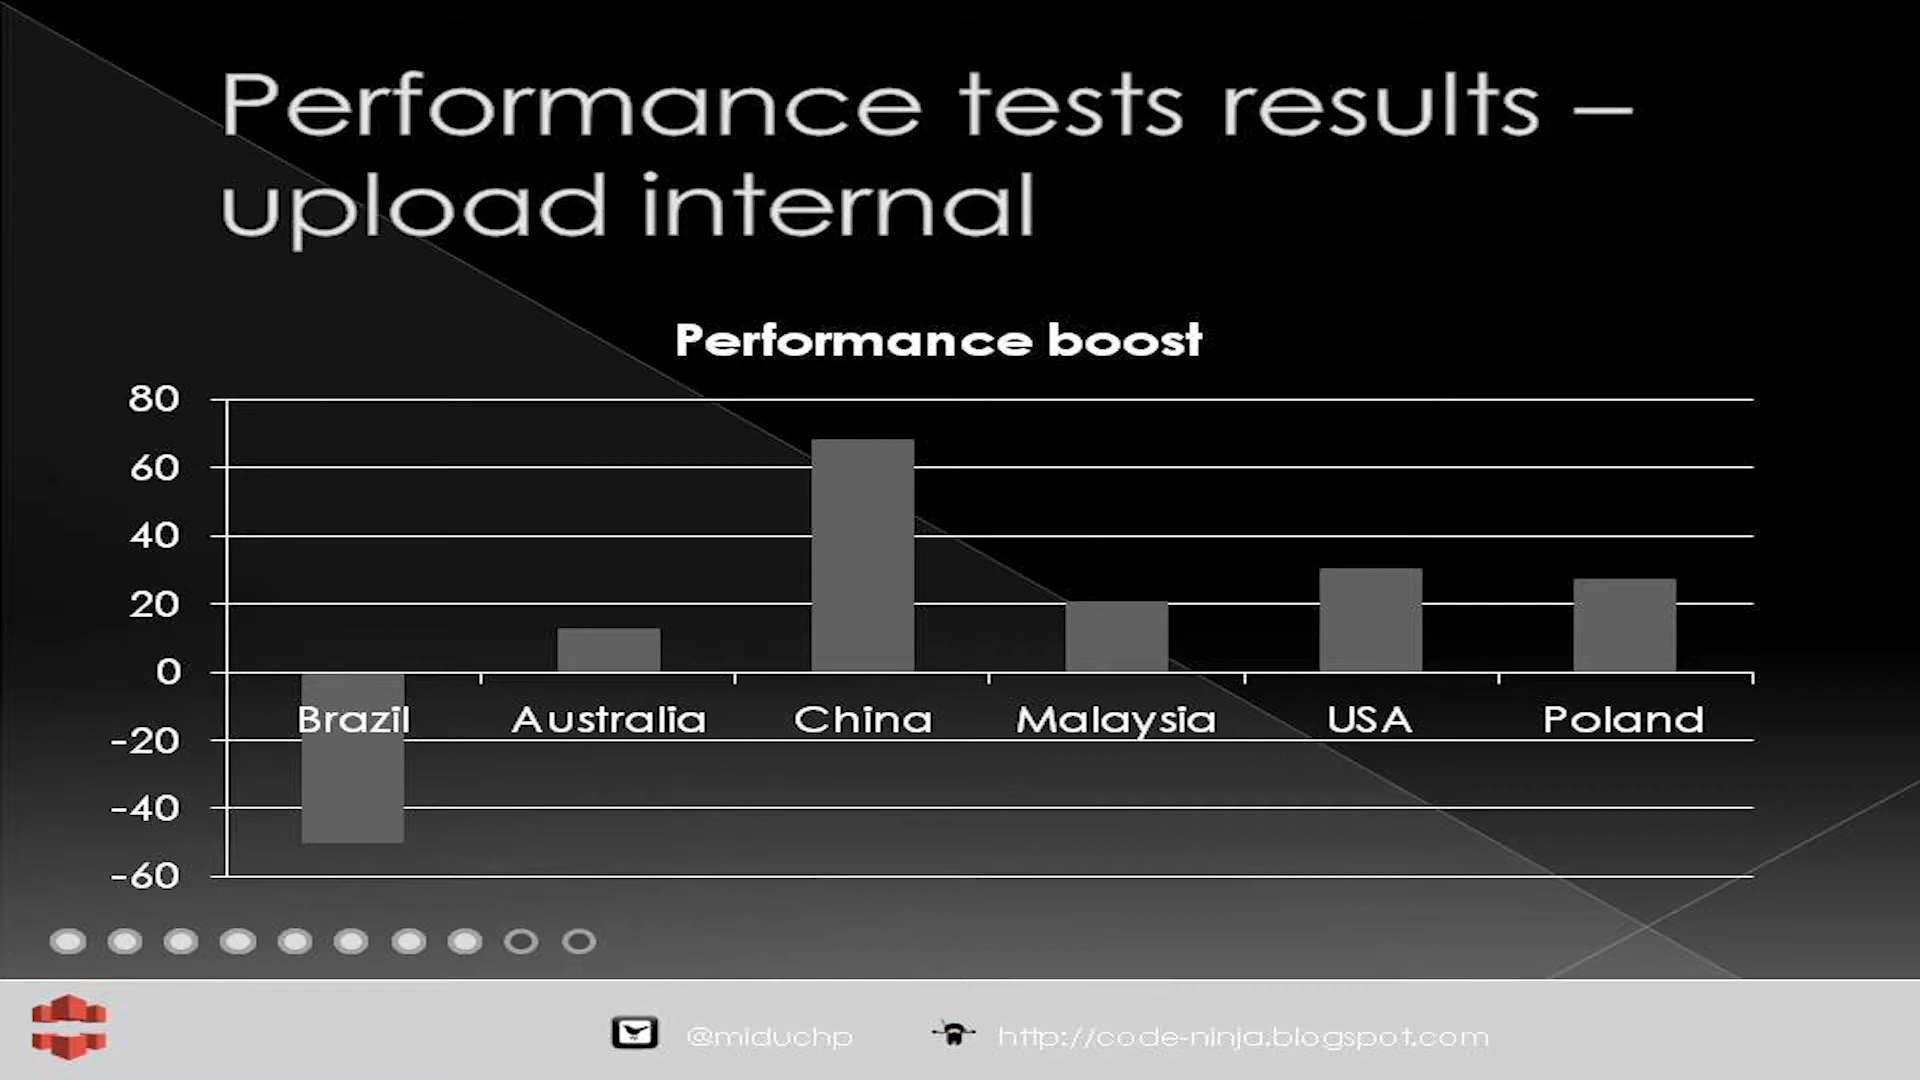 Performance tests results –
upload internal
Performance boost
80
60
40
20
0
-20
-40
-60
Brazil Australia China Malaysia USA Poland
@miduchp http://code-ninja.blogspot.com